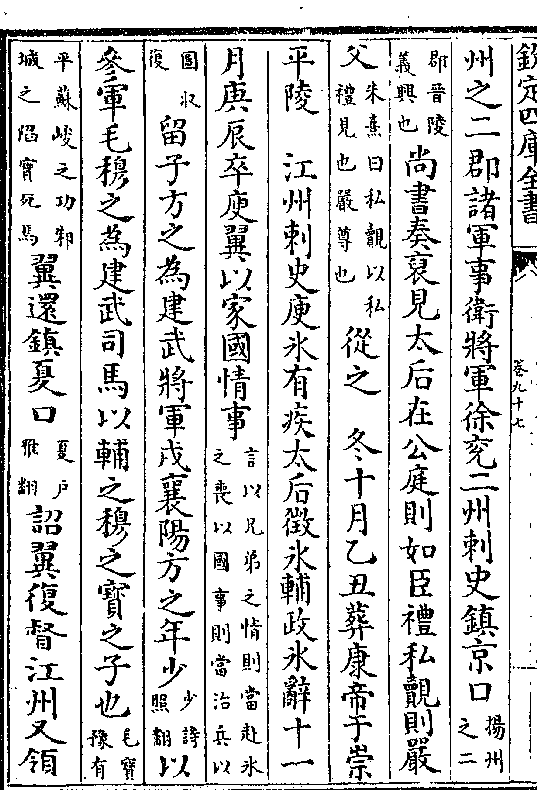 欽定四庫全書
卷九十七
州之二郡諸軍事衛將軍徐兖二州刺史鎮京口揚州之二
郡晉陵義興也尚書奏裒見太后在公庭則如臣禮私覿則嚴
父朱熹曰私覿以私禮見也嚴尊也從之 冬十月乙丑葬康帝于崇
平陵 江州刺史庾氷有疾太后徵氷輔政氷辭十一
月庚辰卒庾翼以家國情事言以兄弟之情則當赴氷之喪以國事則當治兵以
圖收復留子方之為建武將軍戍襄陽方之年少少詩照翻以
參軍毛穆之為建武司馬以輔之穆之寶之子也毛寶豫有
平蘇峻之功邾城之陷寳死焉翼還鎮夏口夏戶雅翻詔翼復督江州又領